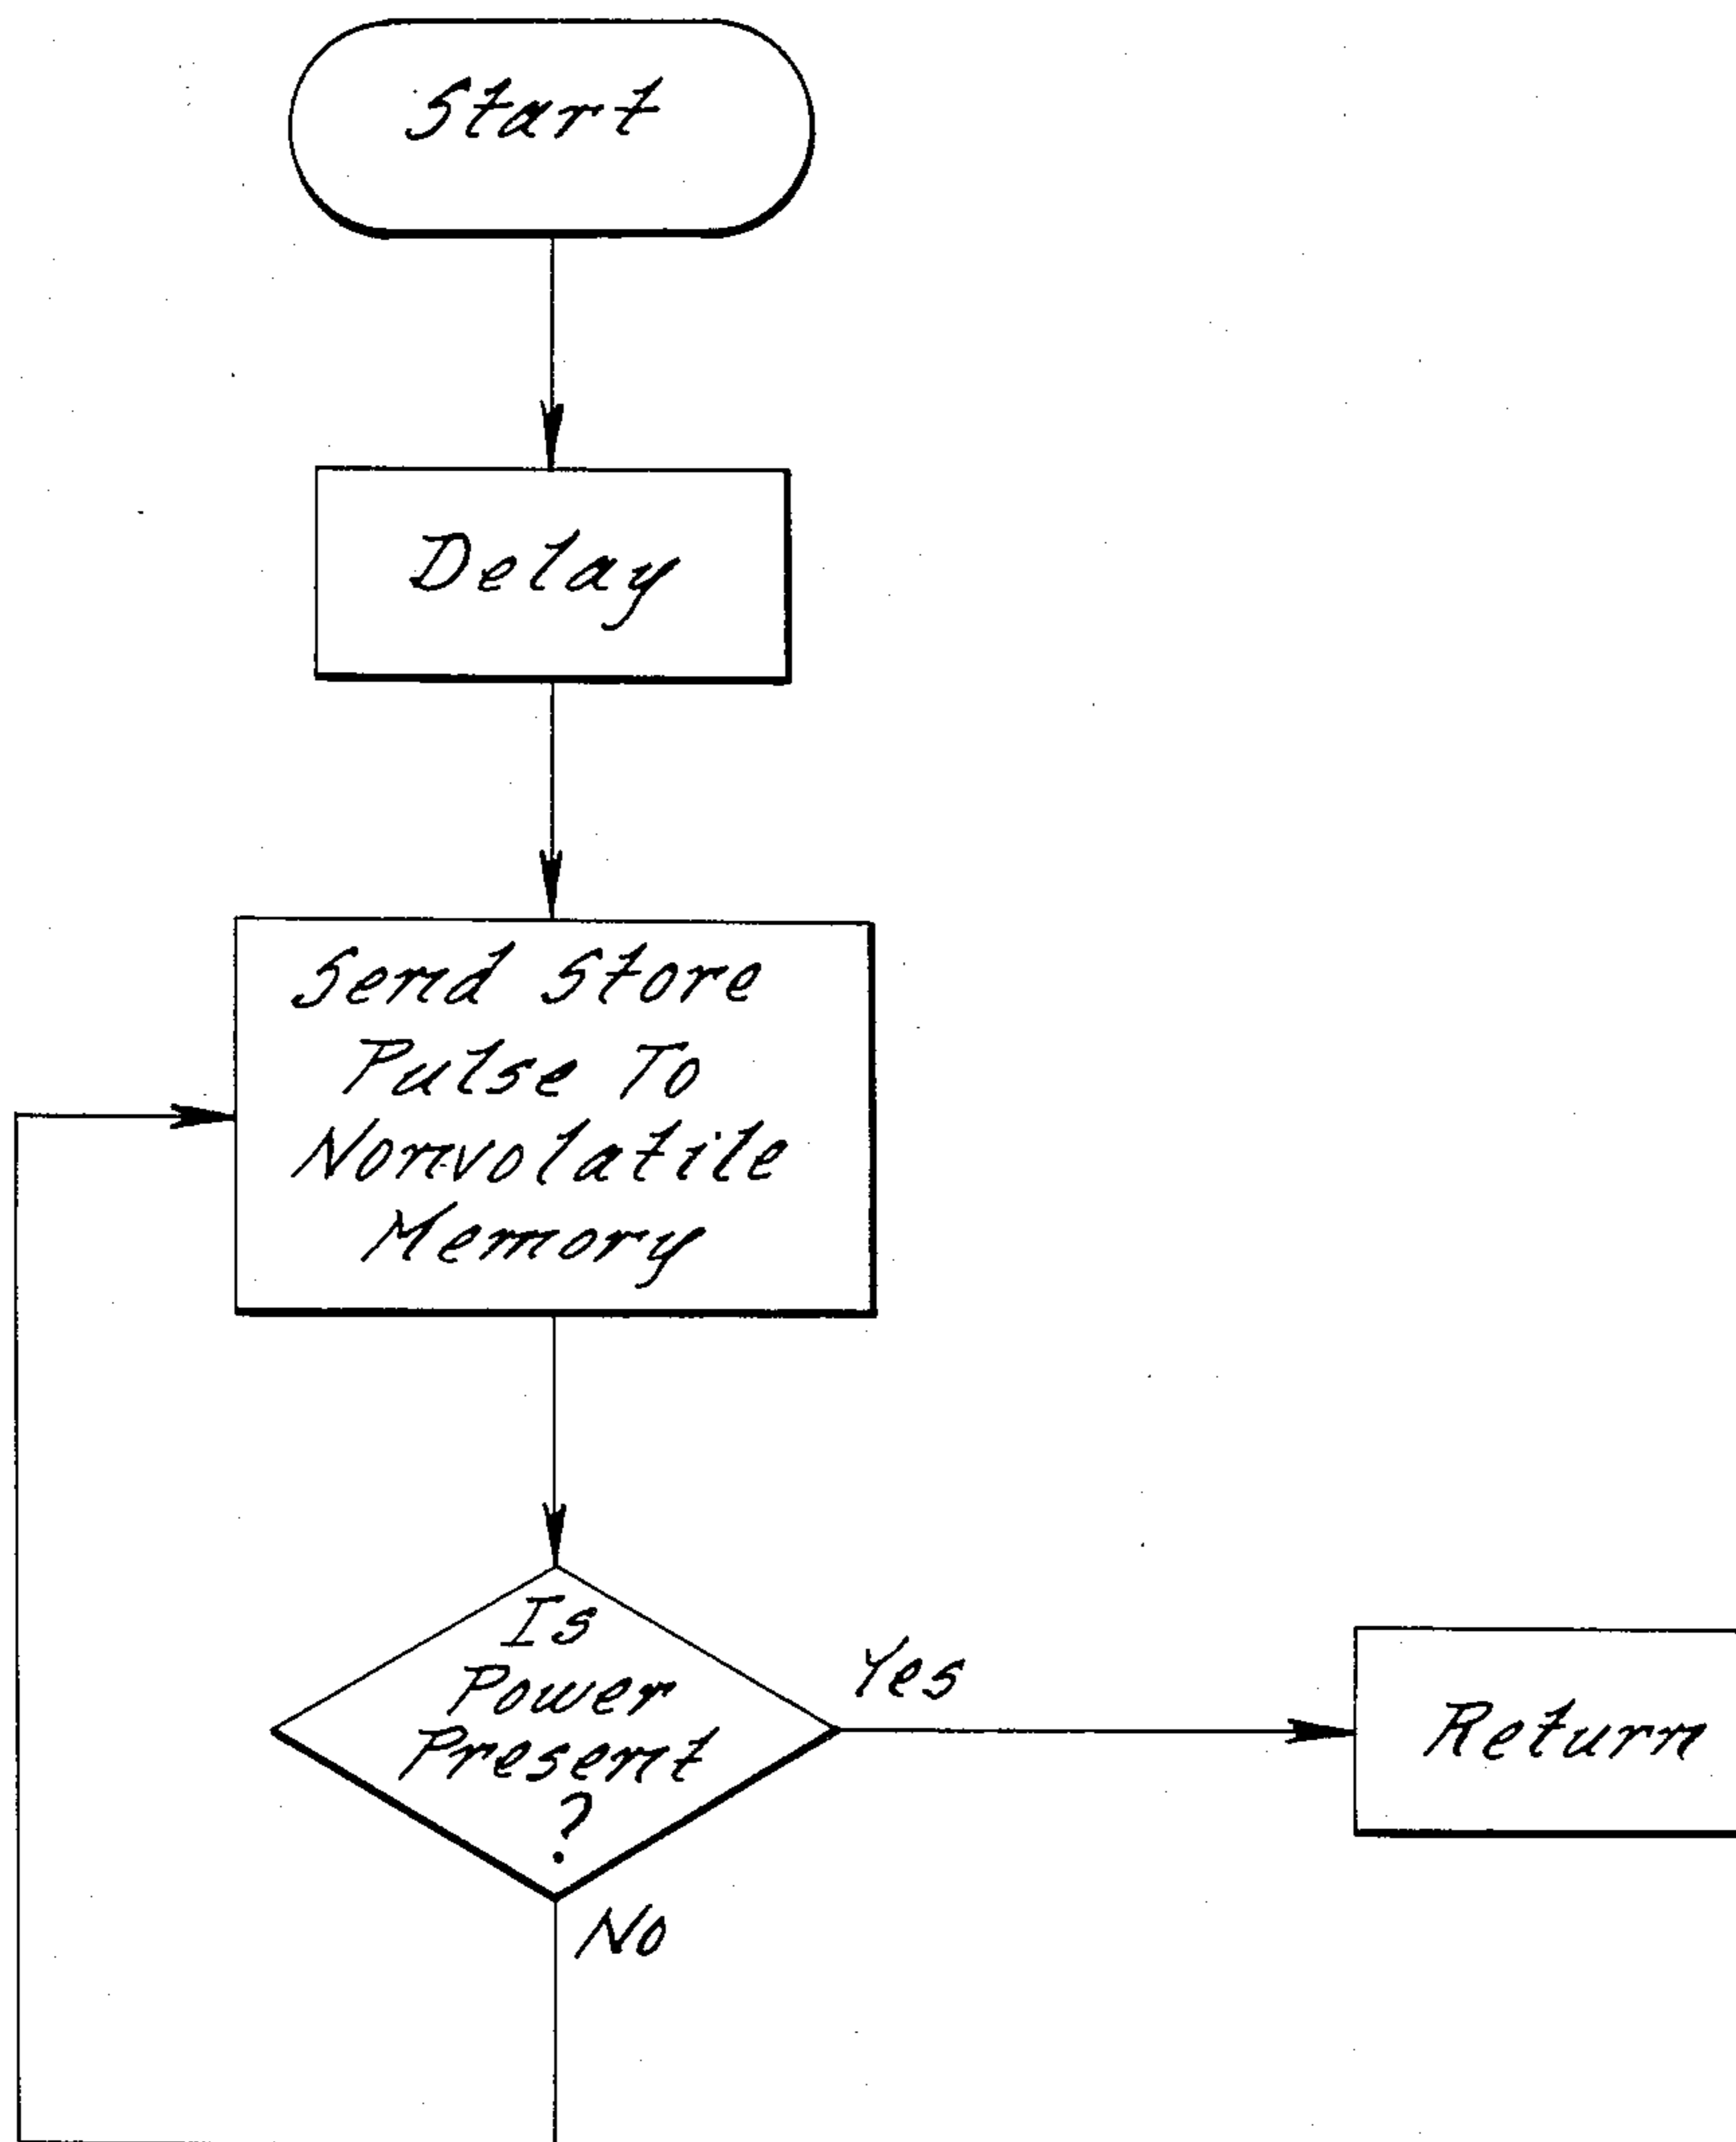 Start
Delay
Send Store
Pulse To
Nonvolatile
Memory
Is
Power
Present
?
Yes
Return
No